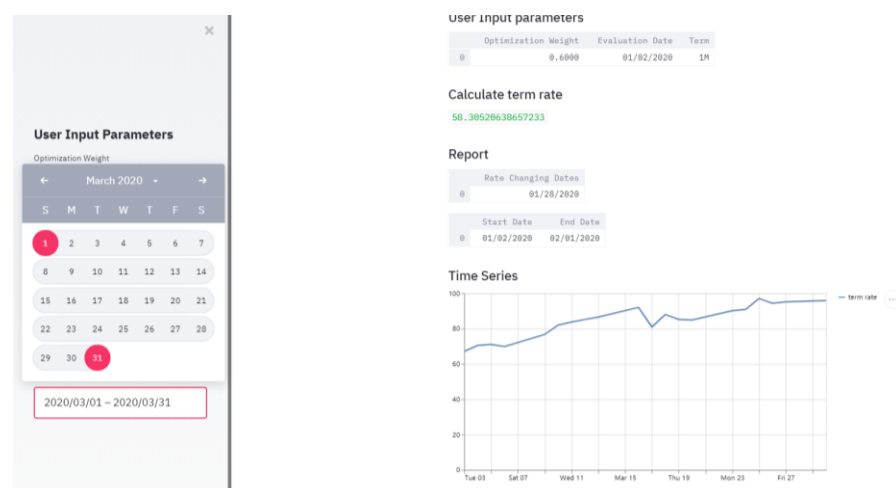 ×
User Input Parameters
Optimization Weight
← March 2020 →
S M T W T F S
1 2 3 4 5 6 7
8 9 10 11 12 13 14
15 16 17 18 19 20 21
22 23 24 25 26 27 28
29 30 31
2020/03/01 – 2020/03/31
User Input parameters
Optimization Weight Evaluation Date Term
0 0.6000 01/02/2020 1M
Calculate term rate
58.30520638657233
Report
Rate Changing Dates
0 01/28/2020
Start Date End Date
0 01/02/2020 02/01/2020
Time Series
100
80
60
40
20
0
Tue 03 Sat 07 Wed 11 Mar 15 Thu 19 Mon 23 Fri 27
term rate